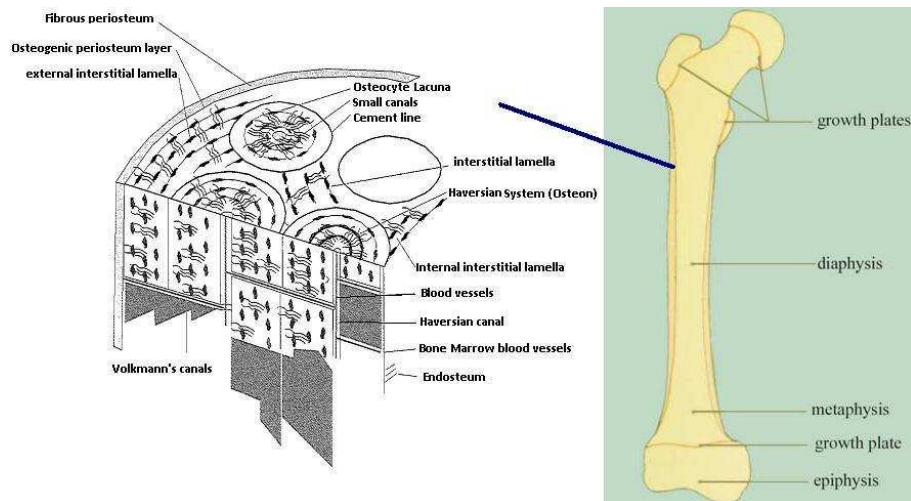 Fibrous periosteum
Osteogenic periosteum layer
external interstitial lamella
Osteocyte Lacuna
Small canals
Cement line
interstitial lamella
Haversian System (Osteon)
Internal interstitial lamella
Blood vessels
Haversian canal
Bone Marrow blood vessels
Endosteum
Volkmann's canals
growth plates
diaphysis
metaphysis
growth plate
epiphysis